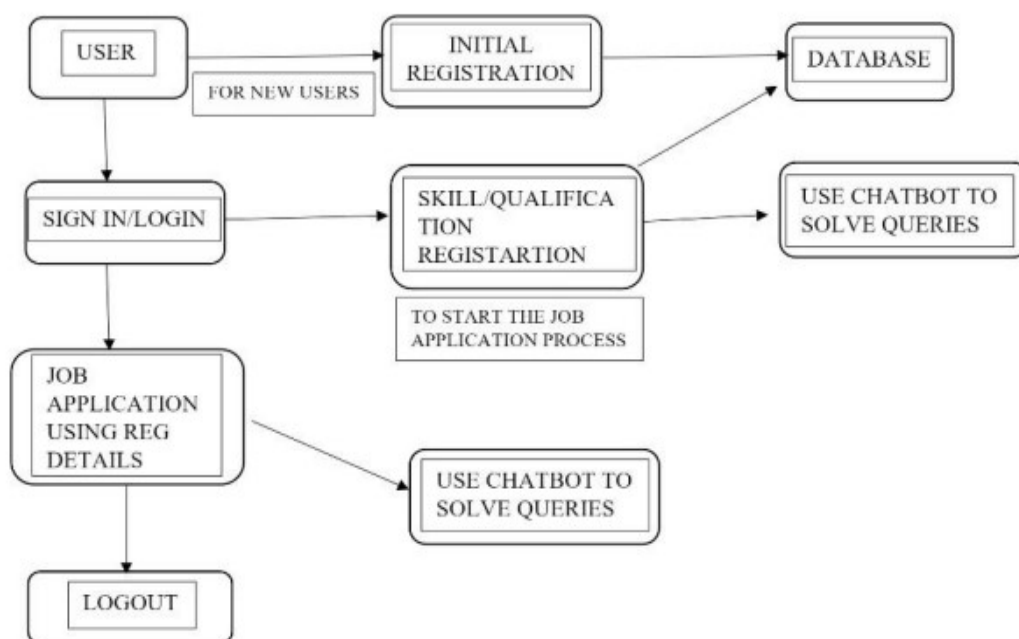 USER
INITIAL
REGISTRATION
DATABASE
FOR NEW USERS
SIGN IN/LOGIN
SKILL/QUALIFICA
TION
REGISTARTION
USE CHATBOT TO
SOLVE QUERIES
TO START THE JOB
APPLICATION PROCESS
JOB
APPLICATION
USING REG
DETAILS
USE CHATBOT TO
SOLVE QUERIES
LOGOUT